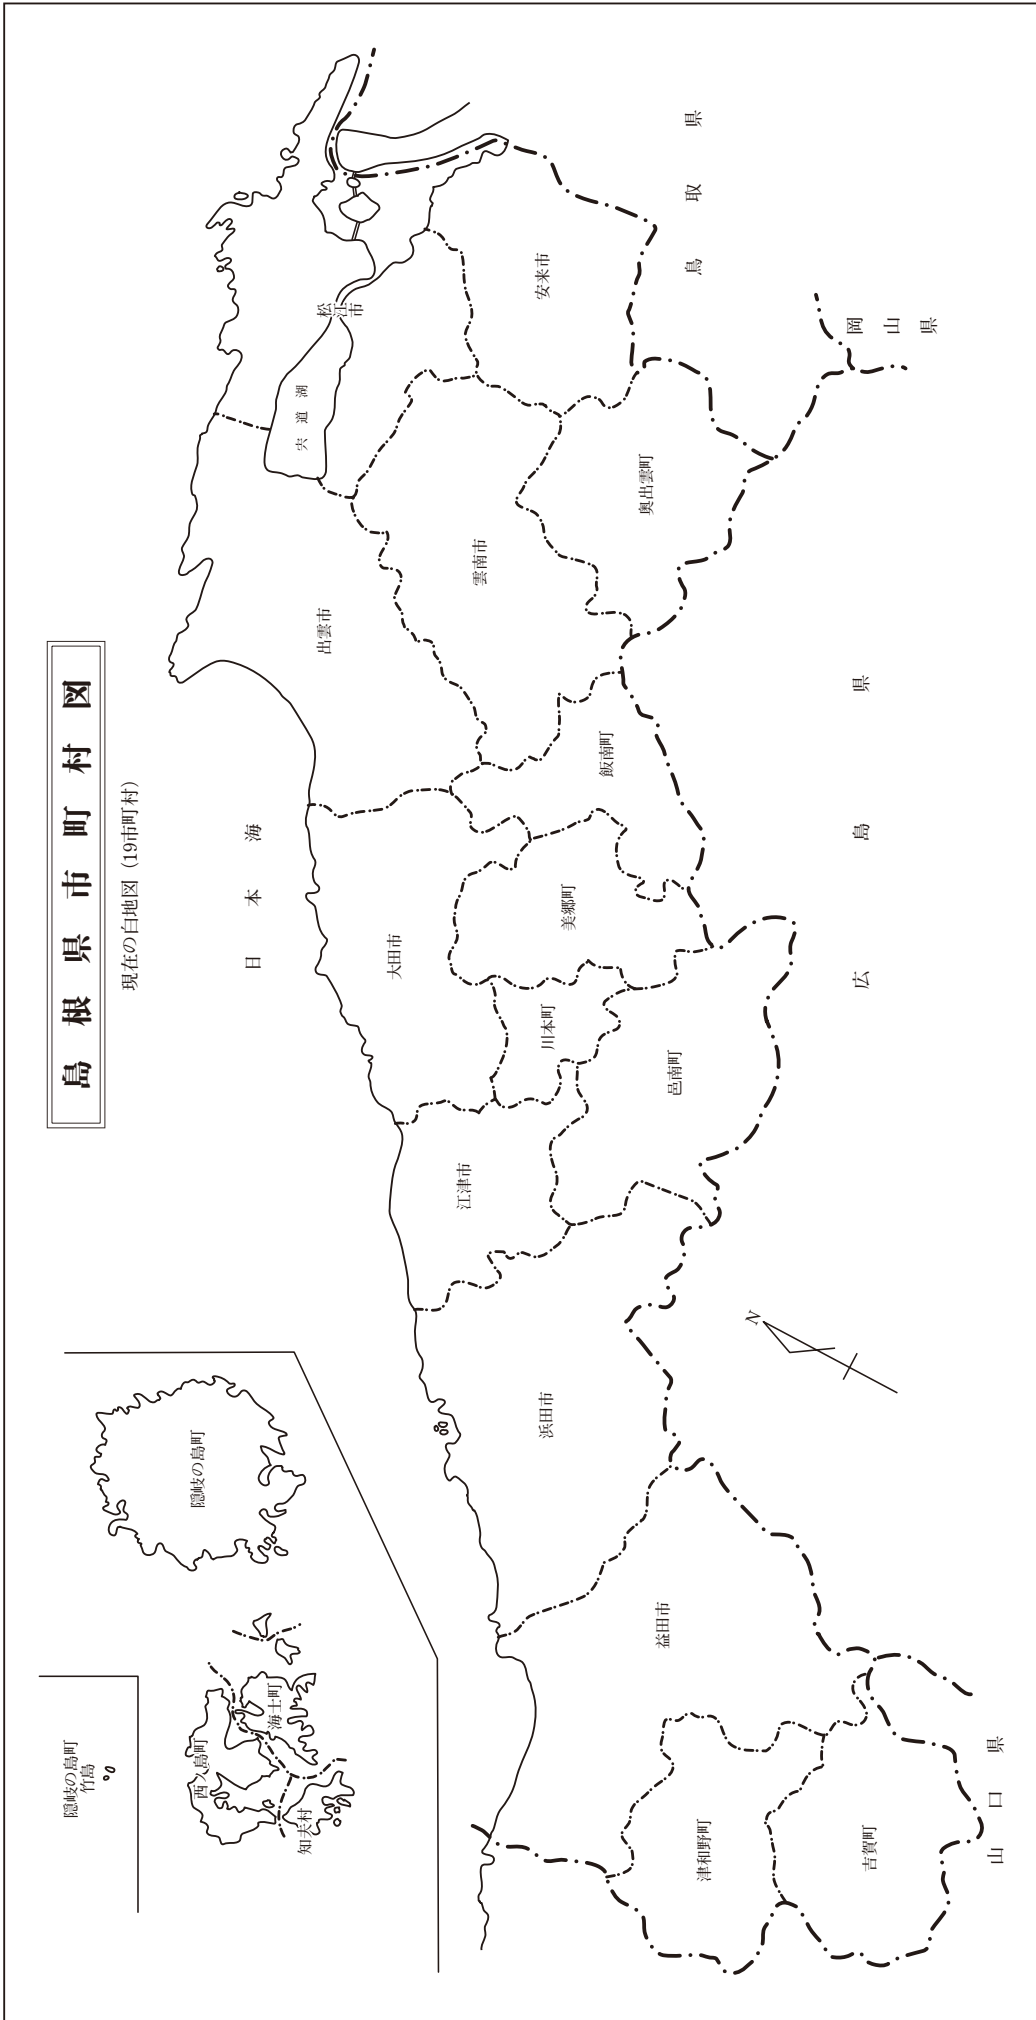 島根県市町村図
現在の白地図（19市町村）
隠岐の島町
竹島
西ノ島町
海士町
知夫村
隠岐の島町
日本海
松江市
宍道湖
安来市
出雲市
雲南市
奥出雲町
飯南町
大田市
美郷町
川本町
邑南町
江津市
浜田市
益田市
津和野町
吉賀町
鳥取県
岡山県
広島県
山口県
N